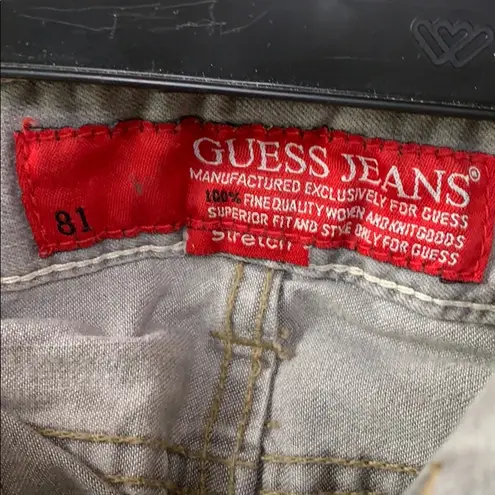 GUESS JEANS®
MANUFACTURED EXCLUSIVELY FOR GUESS
100% FINE QUALITY WOVEN AND KNIT GOODS
SUPERIOR FIT AND STYLE ONLY FOR GUESS
Stretch
81